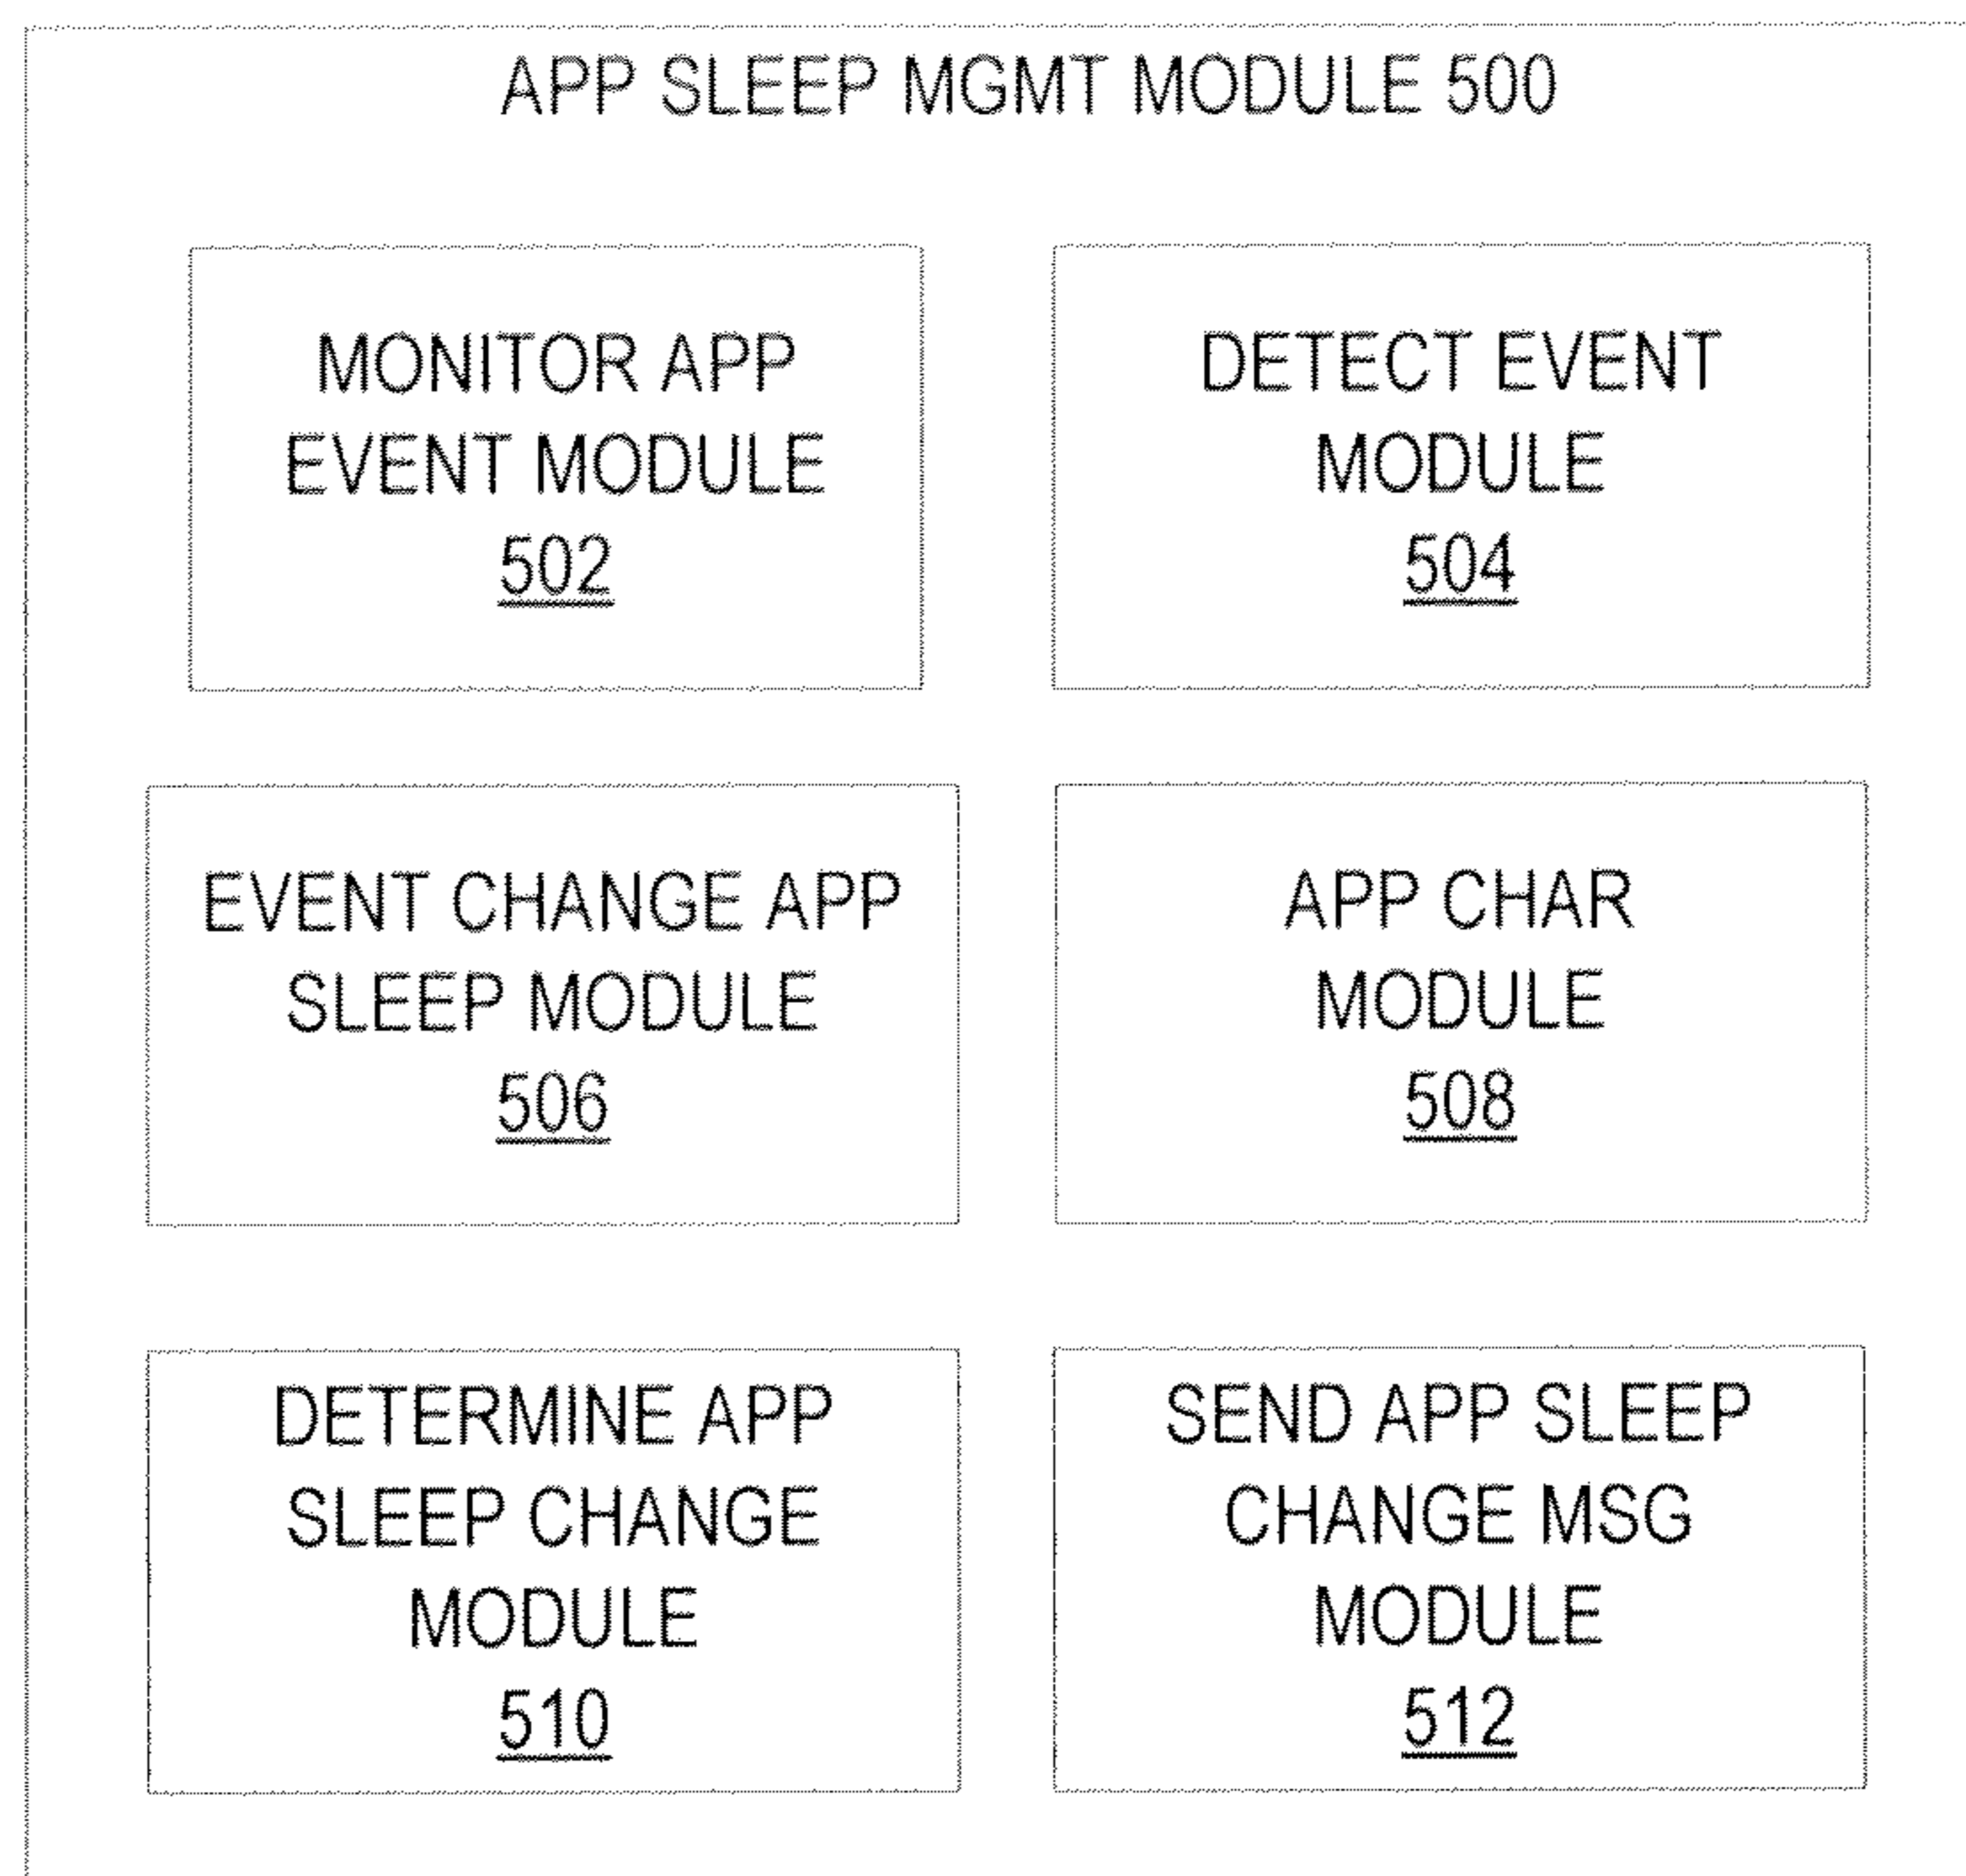 APP SLEEP MGMT MODULE 500
MONITOR APP
EVENT MODULE
502
DETECT EVENT
MODULE
504
EVENT CHANGE APP
SLEEP MODULE
506
APP CHAR
MODULE
508
DETERMINE APP
SLEEP CHANGE
MODULE
510
SEND APP SLEEP
CHANGE MSG
MODULE
512